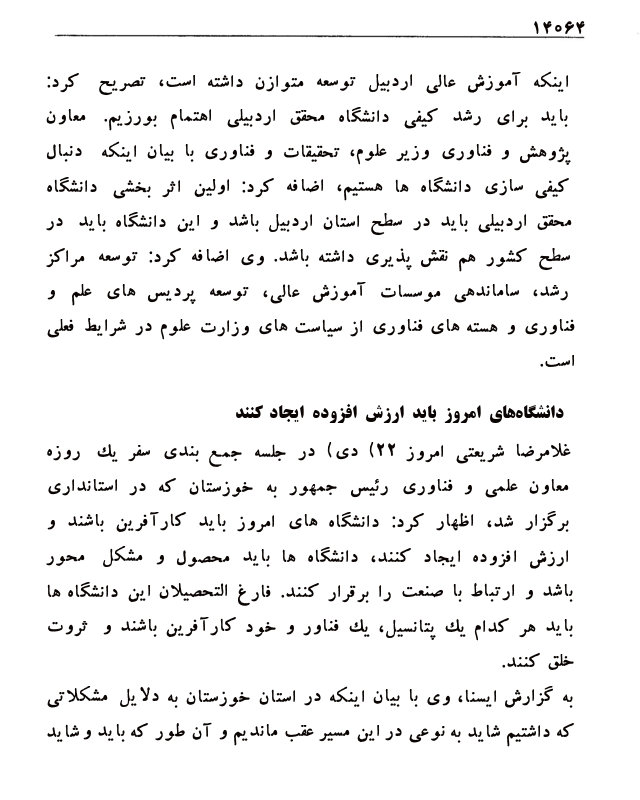 ۱۴۰۶۴
اینکه آموزش عالی اردبیل توسعه متوازن داشته است، تصریح کرد:
باید برای رشد کیفی دانشگاه محقق اردبیلی اهتمام بورزیم. معاون
پژوهش و فناوری وزیر علوم، تحقیقات و فناوری با بیان اینکه دنبال
کیفی سازی دانشگاه ها هستیم، اضافه کرد: اولین اثر بخشی دانشگاه
محقق اردبیلی باید در سطح استان اردبیل باشد و این دانشگاه باید در
سطح کشور هم نقش پذیری داشته باشد. وی اضافه کرد: توسعه مراکز
رشد، ساماندهی موسسات آموزش عالی، توسعه پردیس های علم و
فناوری و هسته های فناوری از سیاست های وزارت علوم در شرایط فعلی
است.
دانشگاه‌های امروز باید ارزش افزوده ایجاد کنند
غلامرضا شریعتی امروز ۲۲) دی) در جلسه جمع بندی سفر یک روزه
معاون علمی و فناوری رئیس جمهور به خوزستان که در استانداری
برگزار شد، اظهار کرد: دانشگاه های امروز باید کارآفرین باشند و
ارزش افزوده ایجاد کنند، دانشگاه ها باید محصول و مشکل محور
باشد و ارتباط با صنعت را برقرار کنند. فارغ التحصیلان این دانشگاه ها
باید هر کدام یک پتانسیل، یک فناور و خود کارآفرین باشند و ثروت
خلق کنند.
به گزارش ایسنا، وی با بیان اینکه در استان خوزستان به دلایل مشکلاتی
که داشتیم شاید به نوعی در این مسیر عقب ماندیم و آن طور که باید و شاید